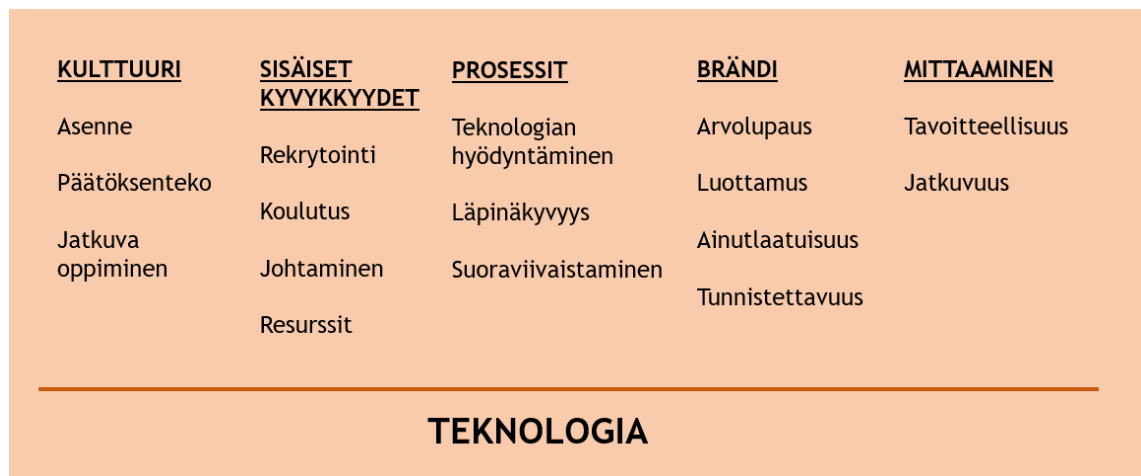 KULTTUURI
Asenne
Päätöksenteko
Jatkuva
oppiminen
SISÄISET
KYVYKKYYDET
Rekrytointi
Koulutus
Johtaminen
Resurssit
PROSESSIT
Teknologian
hyödyntäminen
Läpinäkyvyys
Suoraviivaistaminen
BRÄNDI
Arvolupaus
Luottamus
Ainutlaatuisuus
Tunnistettavuus
MITTAAMINEN
Tavoitteellisuus
Jatkuvuus
TEKNOLOGIA